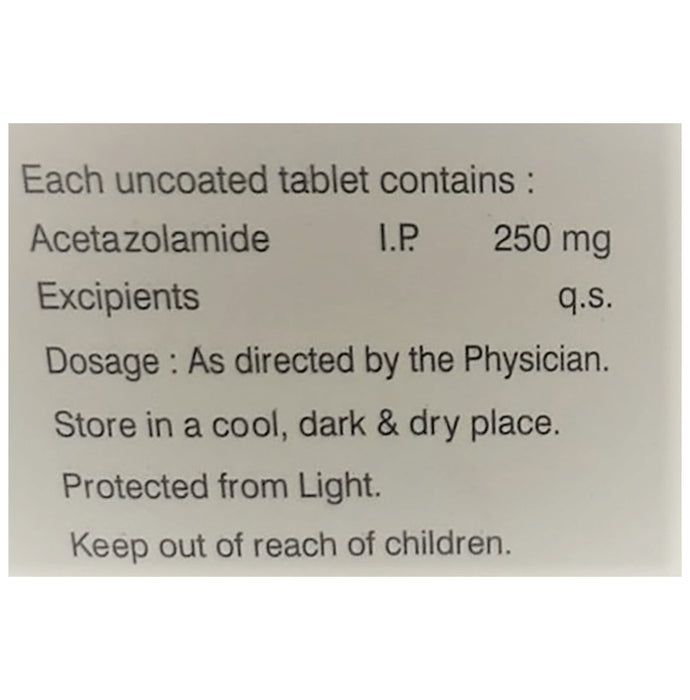 Each uncoated tablet contains :
Acetazolamide I.P. 250 mg
Excipients q.s.
Dosage : As directed by the Physician.
Store in a cool, dark & dry place.
Protected from Light.
Keep out of reach of children.